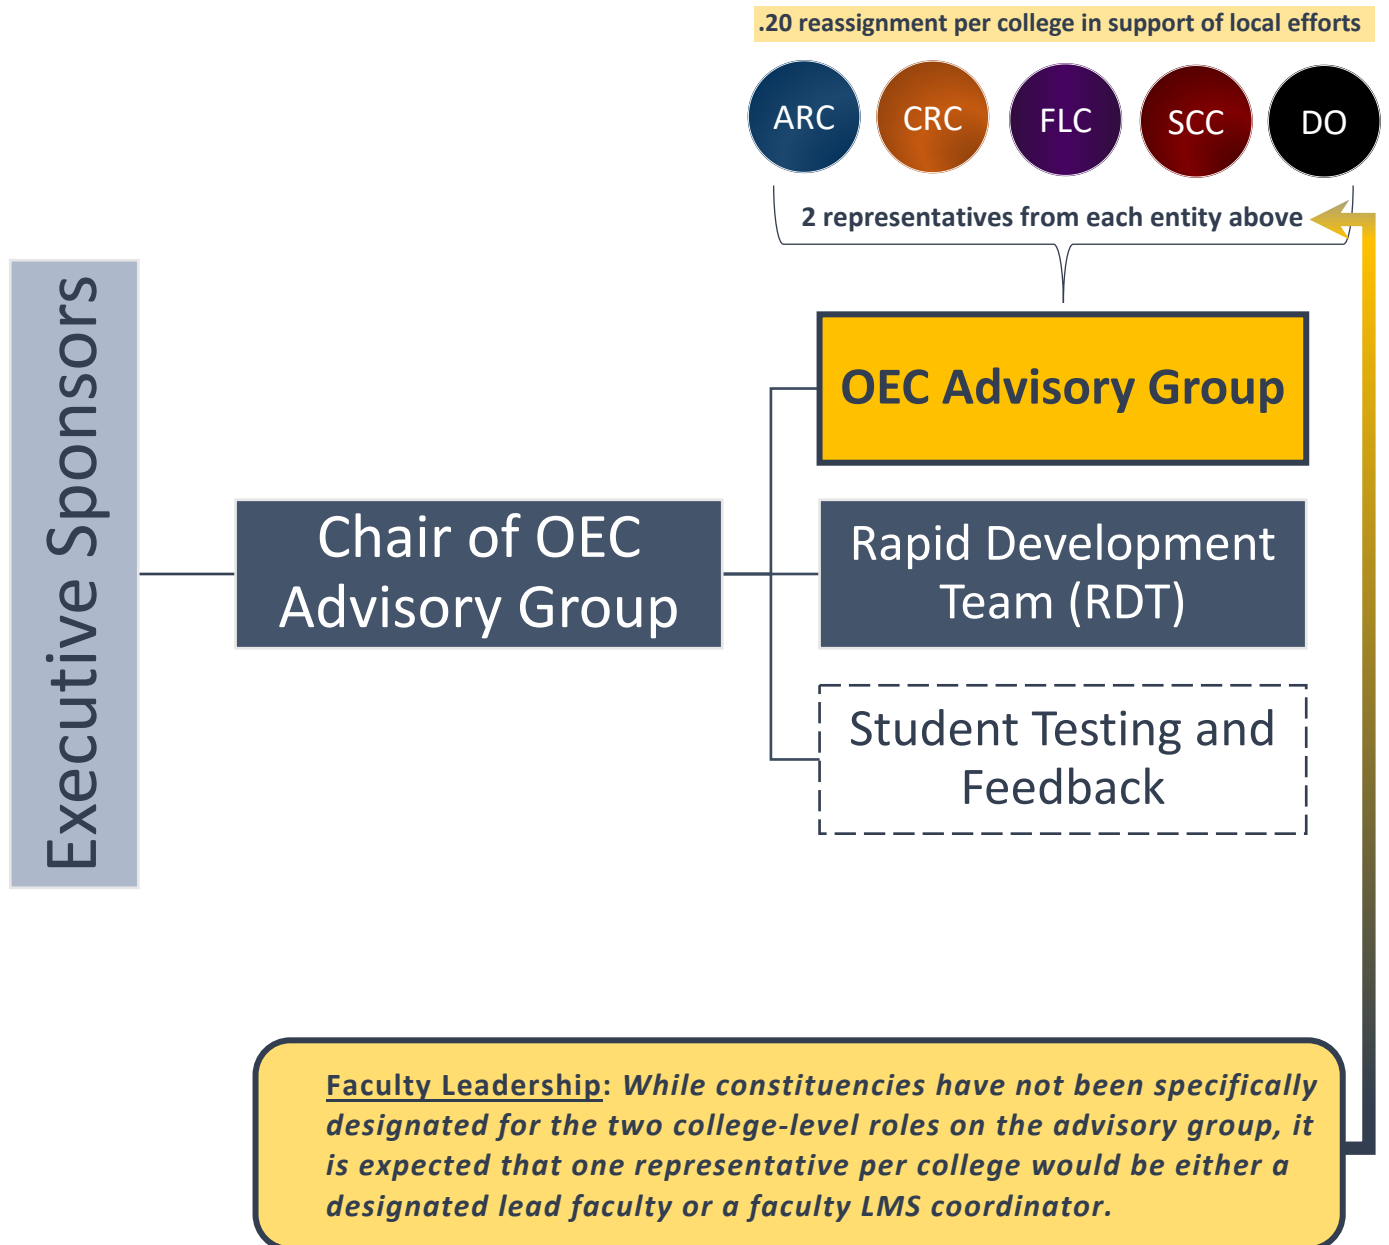 .20 reassignment per college in support of local efforts
ARC
CRC
FLC
SCC
DO
2 representatives from each entity above
Executive Sponsors
OEC Advisory Group
Chair of OEC
Advisory Group
Rapid Development
Team (RDT)
Student Testing and
Feedback
Faculty Leadership: While constituencies have not been specifically
designated for the two college-level roles on the advisory group, it
is expected that one representative per college would be either a
designated lead faculty or a faculty LMS coordinator.